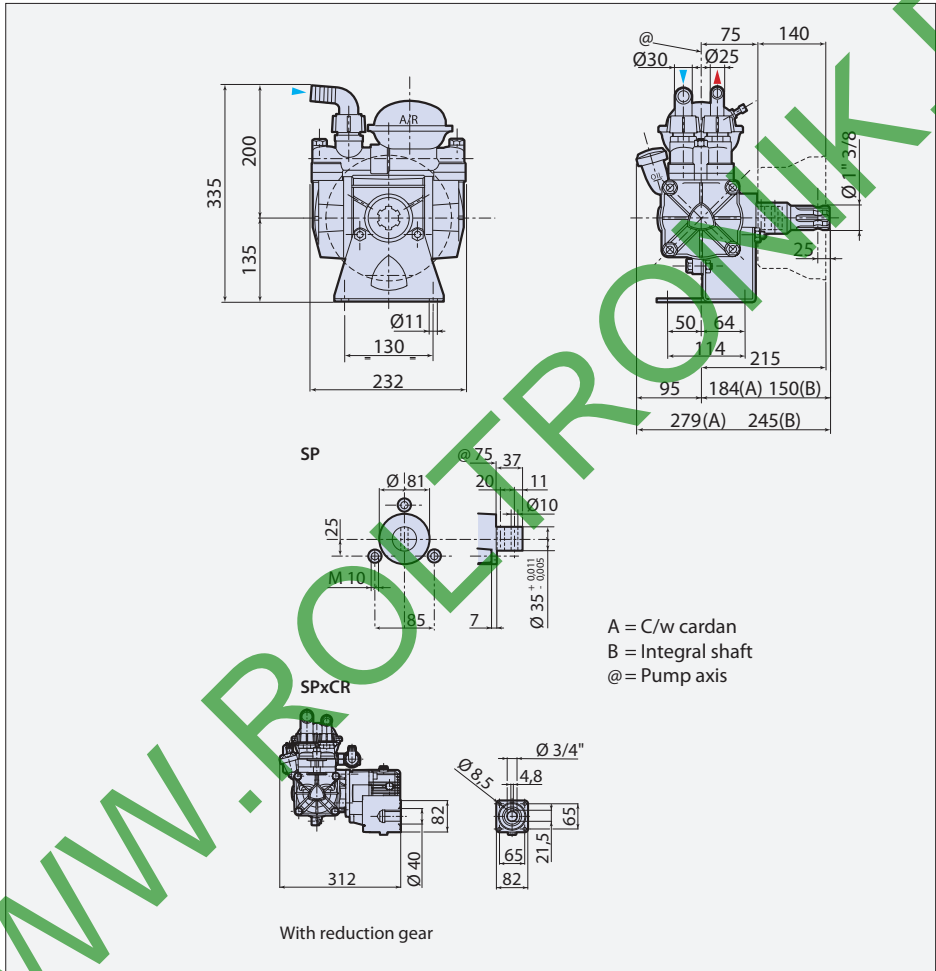 @
75
140
Ø30
Ø25
A/R
OIL
200
335
135
Ø11
130
= =
232
Ø 1" 3/8
25
50
64
114
215
95
184(A) 150(B)
279(A) 245(B)
SP
@ 75
37
Ø 81
20
11
Ø10
25
M 10
85
7
Ø 35 + 0,011 - 0,005
A = C/w cardan
B = Integral shaft
@ = Pump axis
SPxCR
Ø 3/4"
Ø 8,5
4,8
82
Ø 40
312
65
21,5
65
82
With reduction gear
WW.ROLTRONIK.